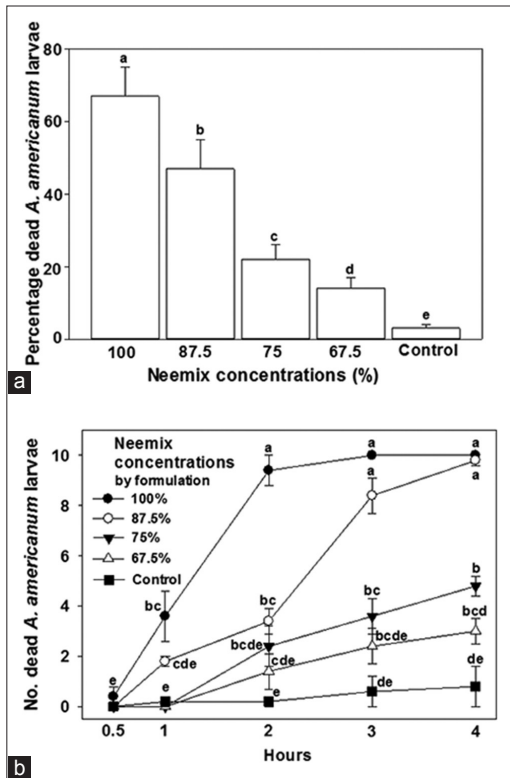 80
60
40
20
0
Percentage dead A. americanum larvae
a
b
c
d
e
100 87.5 75 67.5 Control
Neemix concentrations (%)
a
10
8
6
4
2
0
No. dead A. americanum larvae
Neemix
concentrations
by formulation
100%
87.5%
75%
67.5%
Control
a a a
a a
bc bc bc b
cde bcde bcde bcd
cde de de
e e e
0.5 1 2 3 4
Hours
b